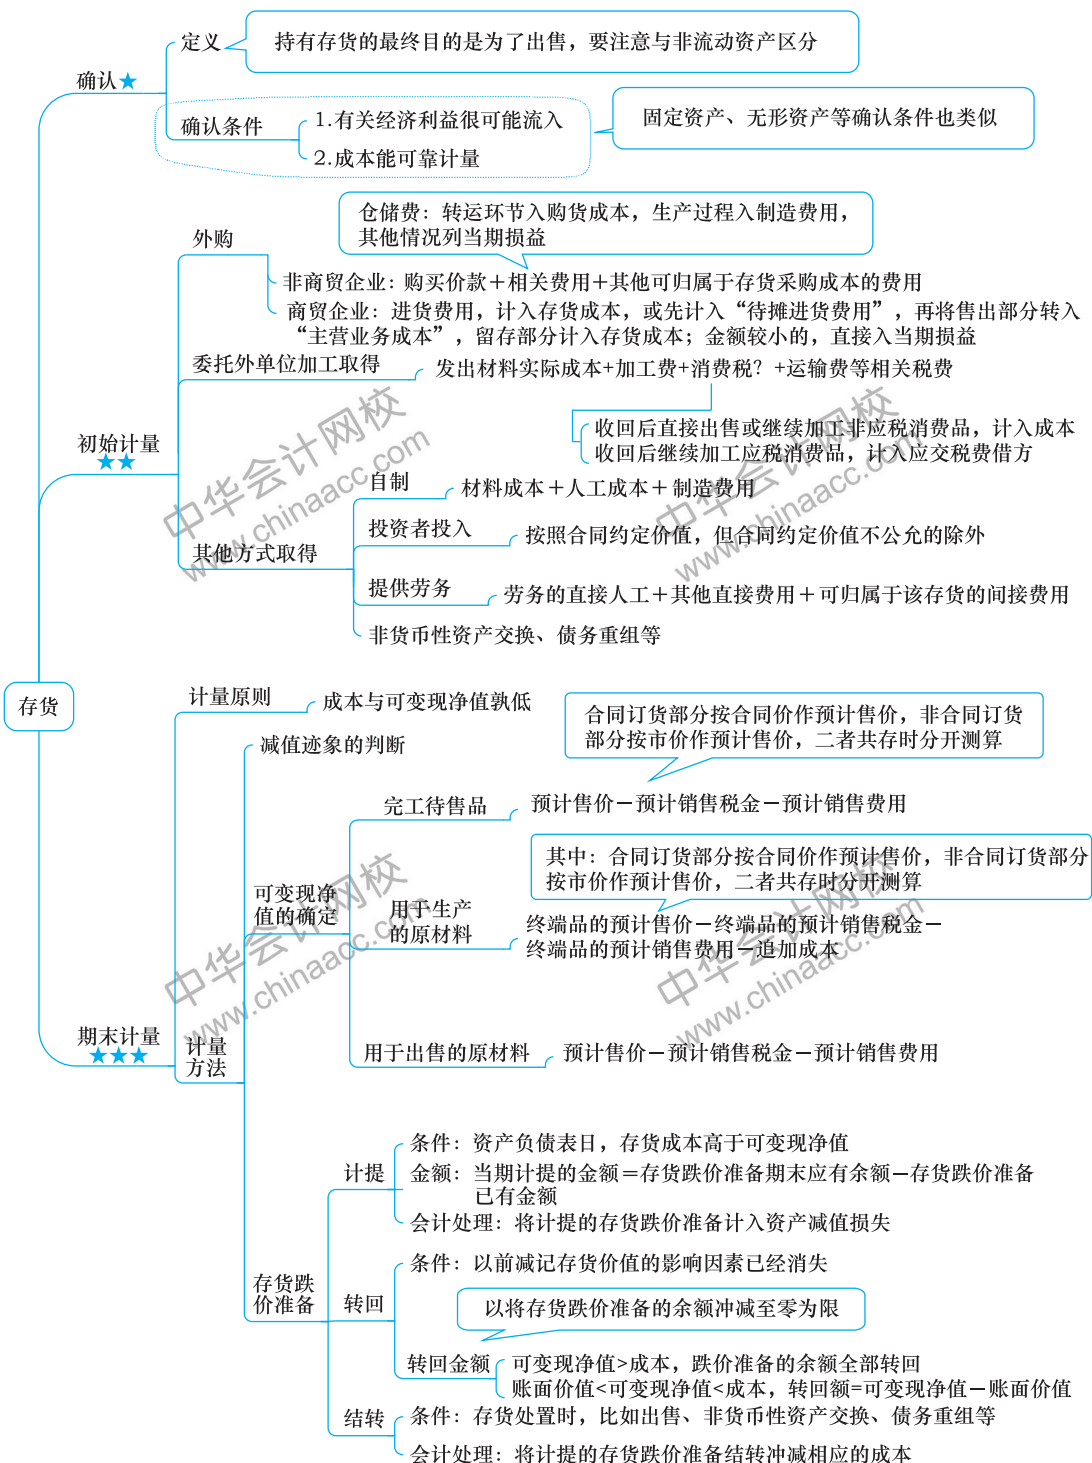 定义
持有存货的最终目的是为了出售，要注意与非流动资产区分
确认★
确认条件
1.有关经济利益很可能流入
2.成本能可靠计量
固定资产、无形资产等确认条件也类似
仓储费：转运环节入购货成本，生产过程入制造费用，
其他情况列当期损益
外购
非商贸企业：购买价款＋相关费用＋其他可归属于存货采购成本的费用
商贸企业：进货费用，计入存货成本，或先计入“待摊进货费用”，再将售出部分转入
“主营业务成本”，留存部分计入存货成本；金额较小的，直接入当期损益
委托外单位加工取得
发出材料实际成本+加工费+消费税？+运输费等相关税费
收回后直接出售或继续加工非应税消费品，计入成本
收回后继续加工应税消费品，计入应交税费借方
初始计量
★★
自制
材料成本＋人工成本＋制造费用
投资者投入
按照合同约定价值，但合同约定价值不公允的除外
其他方式取得
提供劳务
劳务的直接人工＋其他直接费用＋可归属于该存货的间接费用
非货币性资产交换、债务重组等
存货
计量原则
成本与可变现净值孰低
减值迹象的判断
合同订货部分按合同价作预计售价，非合同订货
部分按市价作预计售价，二者共存时分开测算
完工待售品
预计售价－预计销售税金－预计销售费用
其中：合同订货部分按合同价作预计售价，非合同订货部分
按市价作预计售价，二者共存时分开测算
可变现净
值的确定
用于生产
的原材料
终端品的预计售价－终端品的预计销售税金－
终端品的预计销售费用－追加成本
期末计量
★★★
计量
方法
用于出售的原材料
预计售价－预计销售税金－预计销售费用
计提
条件：资产负债表日，存货成本高于可变现净值
金额：当期计提的金额＝存货跌价准备期末应有余额－存货跌价准备
已有金额
会计处理：将计提的存货跌价准备计入资产减值损失
存货跌
价准备
转回
条件：以前减记存货价值的影响因素已经消失
以将存货跌价准备的余额冲减至零为限
转回金额
可变现净值>成本，跌价准备的余额全部转回
账面价值<可变现净值<成本，转回额=可变现净值－账面价值
结转
条件：存货处置时，比如出售、非货币性资产交换、债务重组等
会计处理：将计提的存货跌价准备结转冲减相应的成本
中华会计网校
www.chinaacc.com
中华会计网校
www.chinaacc.com
中华会计网校
www.chinaacc.com
中华会计网校
www.chinaacc.com